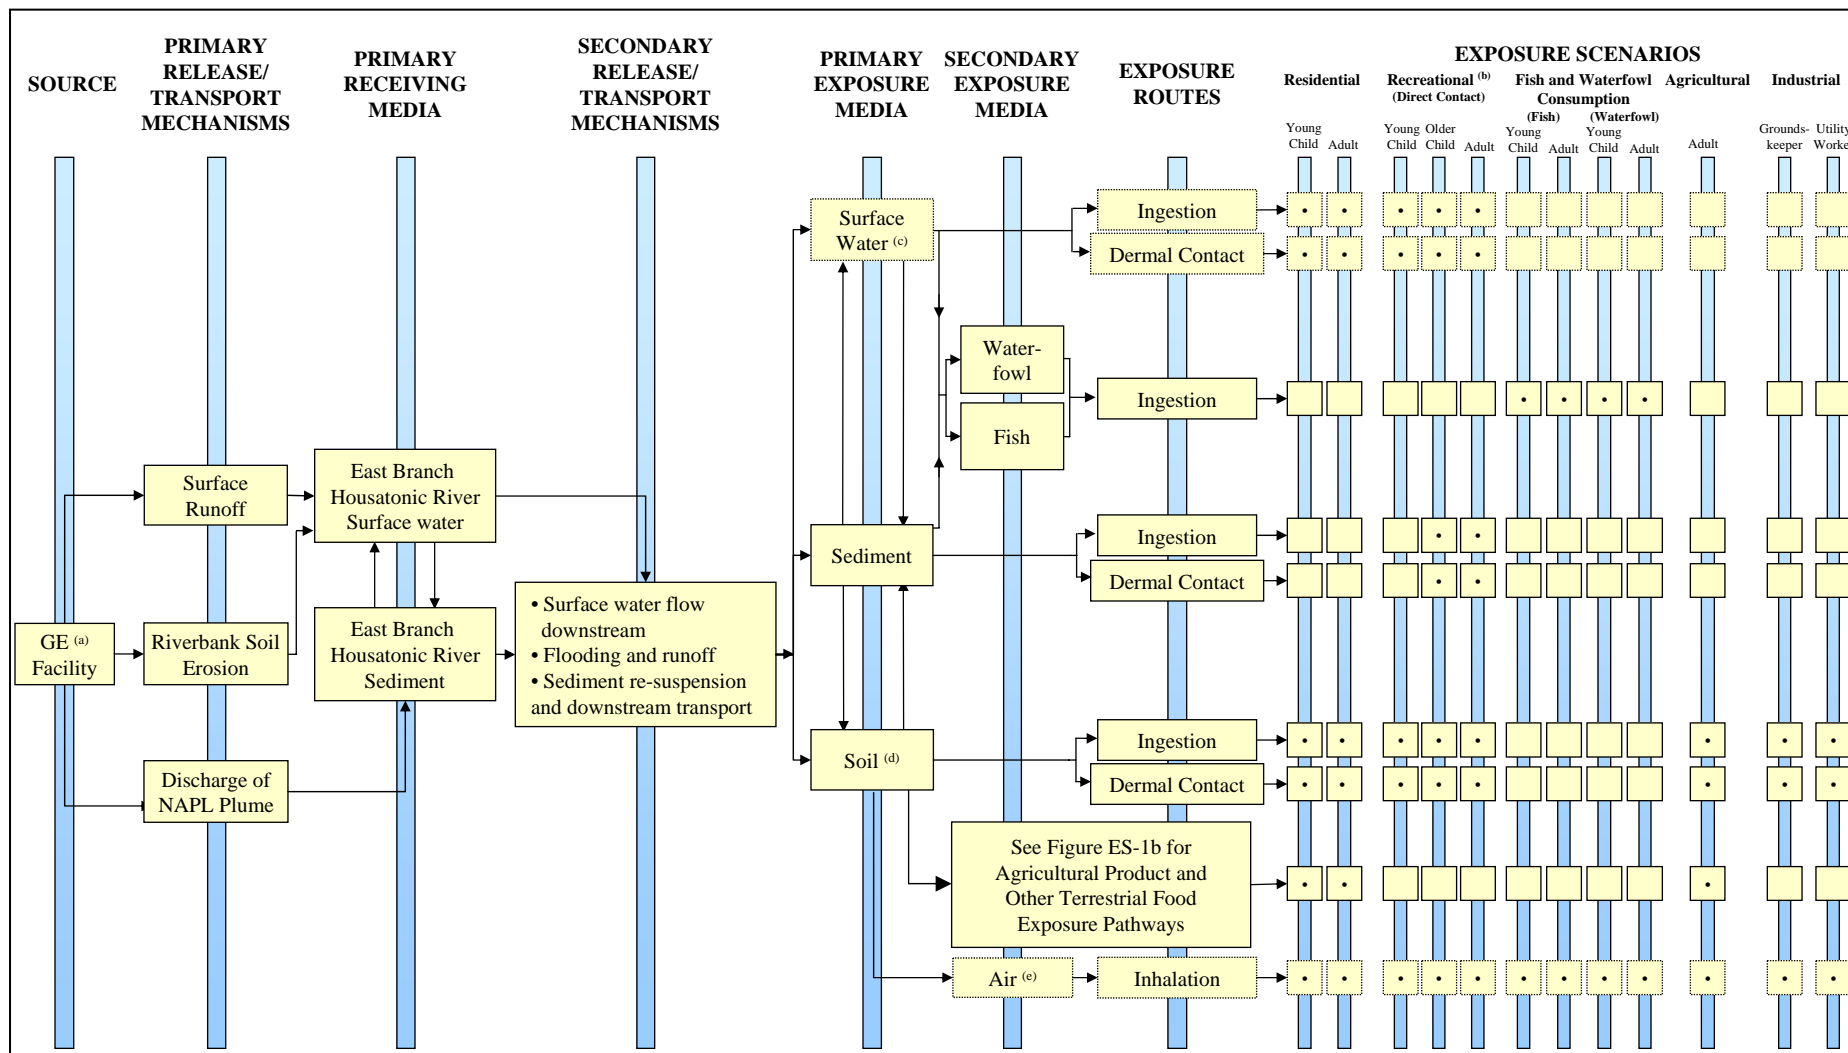 SOURCE
PRIMARY
RELEASE/
TRANSPORT
MECHANISMS
PRIMARY
RECEIVING
MEDIA
SECONDARY
RELEASE/
TRANSPORT
MECHANISMS
PRIMARY
EXPOSURE
MEDIA
SECONDARY
EXPOSURE
MEDIA
EXPOSURE
ROUTES
EXPOSURE SCENARIOS
Residential
Recreational (b)
(Direct Contact)
Fish and Waterfowl
Consumption
(Fish) (Waterfowl)
Agricultural
Industrial
Young
Child
Adult
Young
Child
Older
Child
Adult
Young
Child
Adult
Young
Child
Adult
Adult
Grounds-
keeper
Utility
Worke
GE (a)
Facility
Surface
Runoff
Riverbank Soil
Erosion
Discharge of
NAPL Plume
East Branch
Housatonic River
Surface water
East Branch
Housatonic River
Sediment
• Surface water flow
downstream
• Flooding and runoff
• Sediment re-suspension
and downstream transport
Surface
Water (c)
Sediment
Soil (d)
Water-
fowl
Fish
Ingestion
Dermal Contact
Ingestion
Ingestion
Dermal Contact
Ingestion
Dermal Contact
See Figure ES-1b for
Agricultural Product and
Other Terrestrial Food
Exposure Pathways
Air (e)
Inhalation